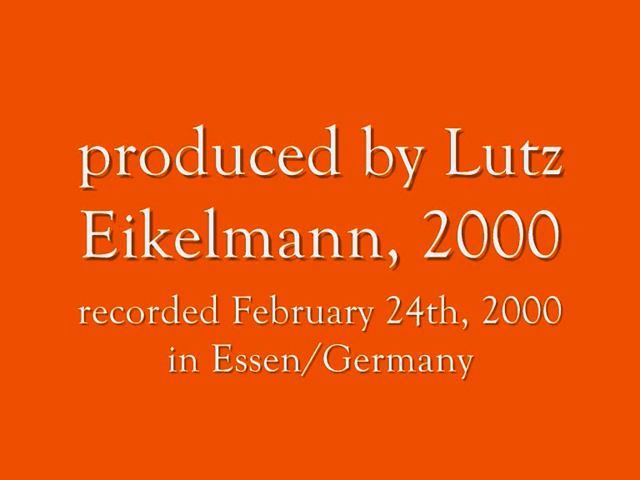 produced by Lutz
Eikelmann, 2000
recorded February 24th, 2000
in Essen/Germany